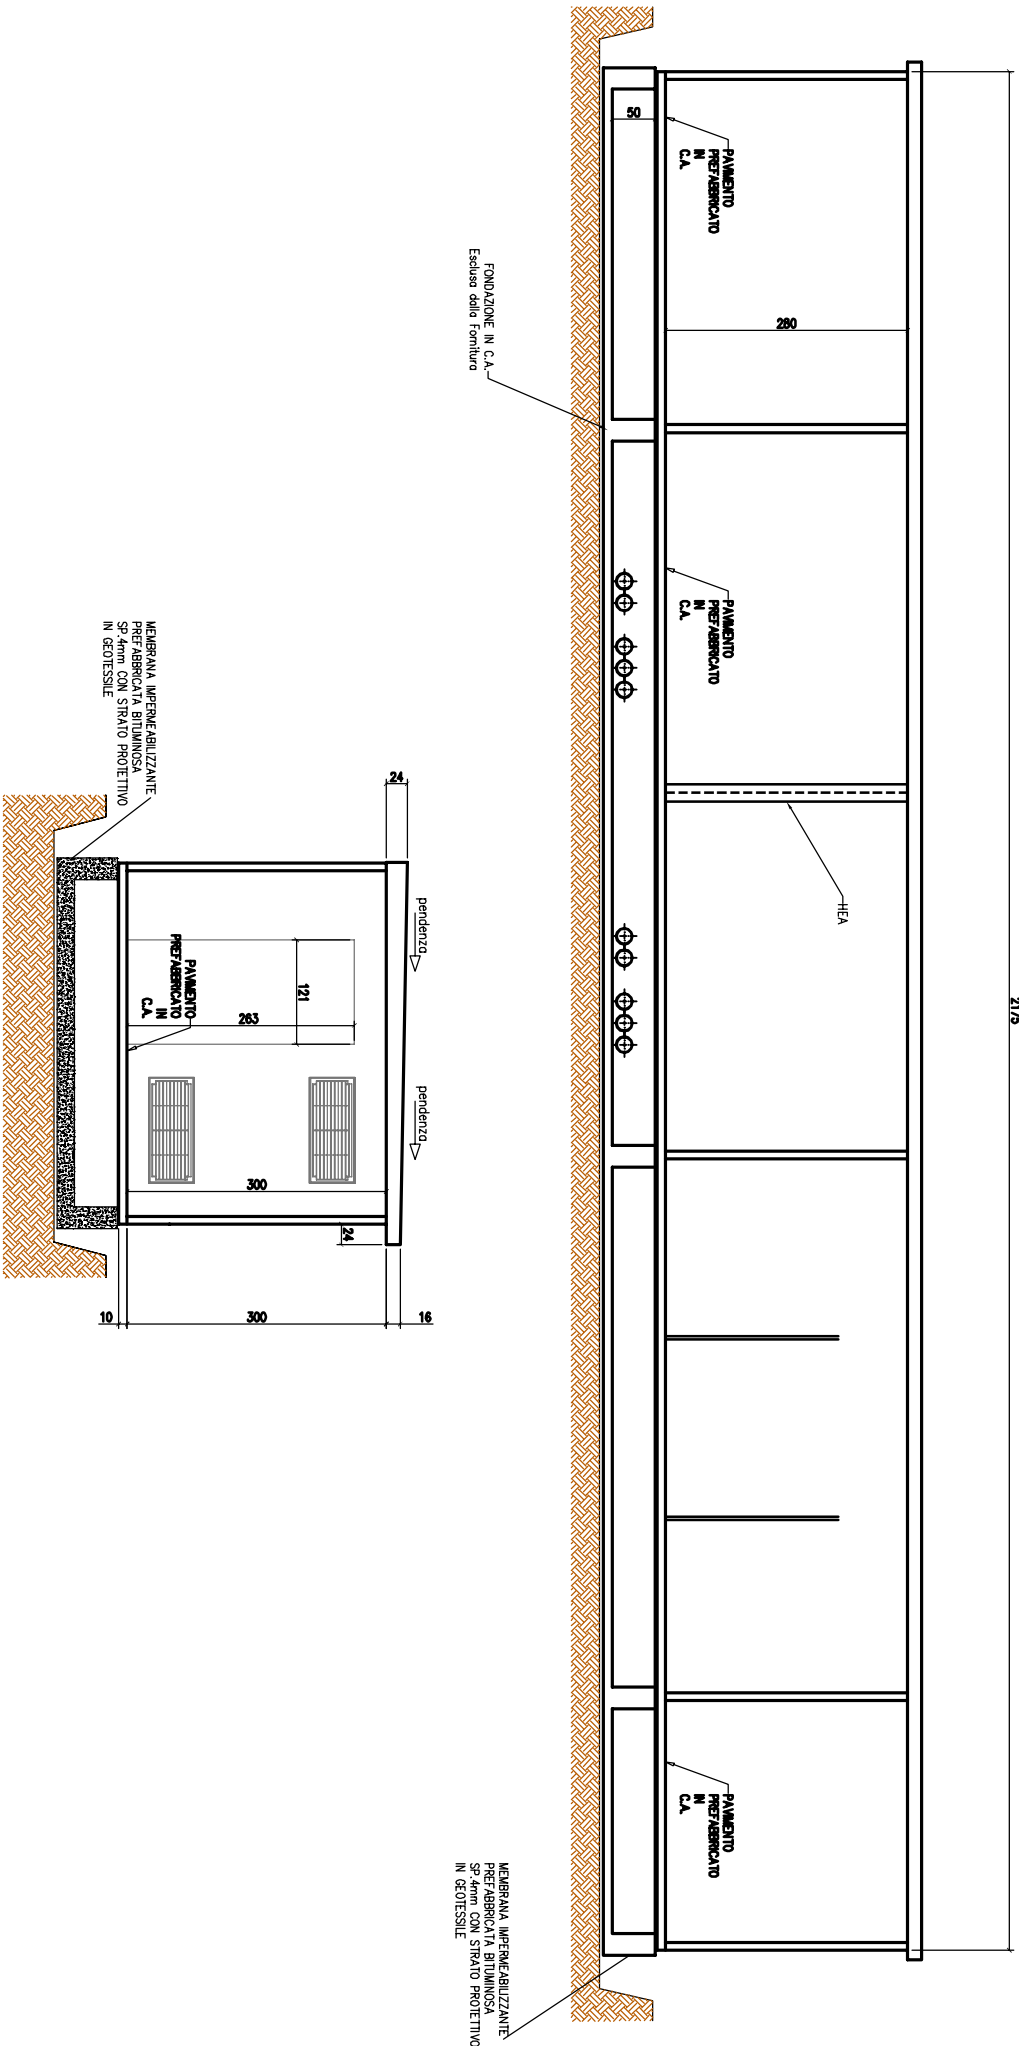 2175
280
50
PAVIMENTO
PREFABBRICATO
IN
C.A.
PAVIMENTO
PREFABBRICATO
IN
C.A.
HEA
PAVIMENTO
PREFABBRICATO
IN
C.A.
FONDAZIONE IN C.A.
Esclusa dalla Fornitura
MEMBRANA IMPERMEABILIZZANTE
PREFABBRICATA BITUMINOSA
SP.4mm CON STRATO PROTETTIVO
IN GEOTESSILE
24
pendenza
pendenza
121
263
300
24
PAVIMENTO
PREFABBRICATO
IN
C.A.
16
300
10
MEMBRANA IMPERMEABILIZZANTE
PREFABBRICATA BITUMINOSA
SP.4mm CON STRATO PROTETTIVO
IN GEOTESSILE